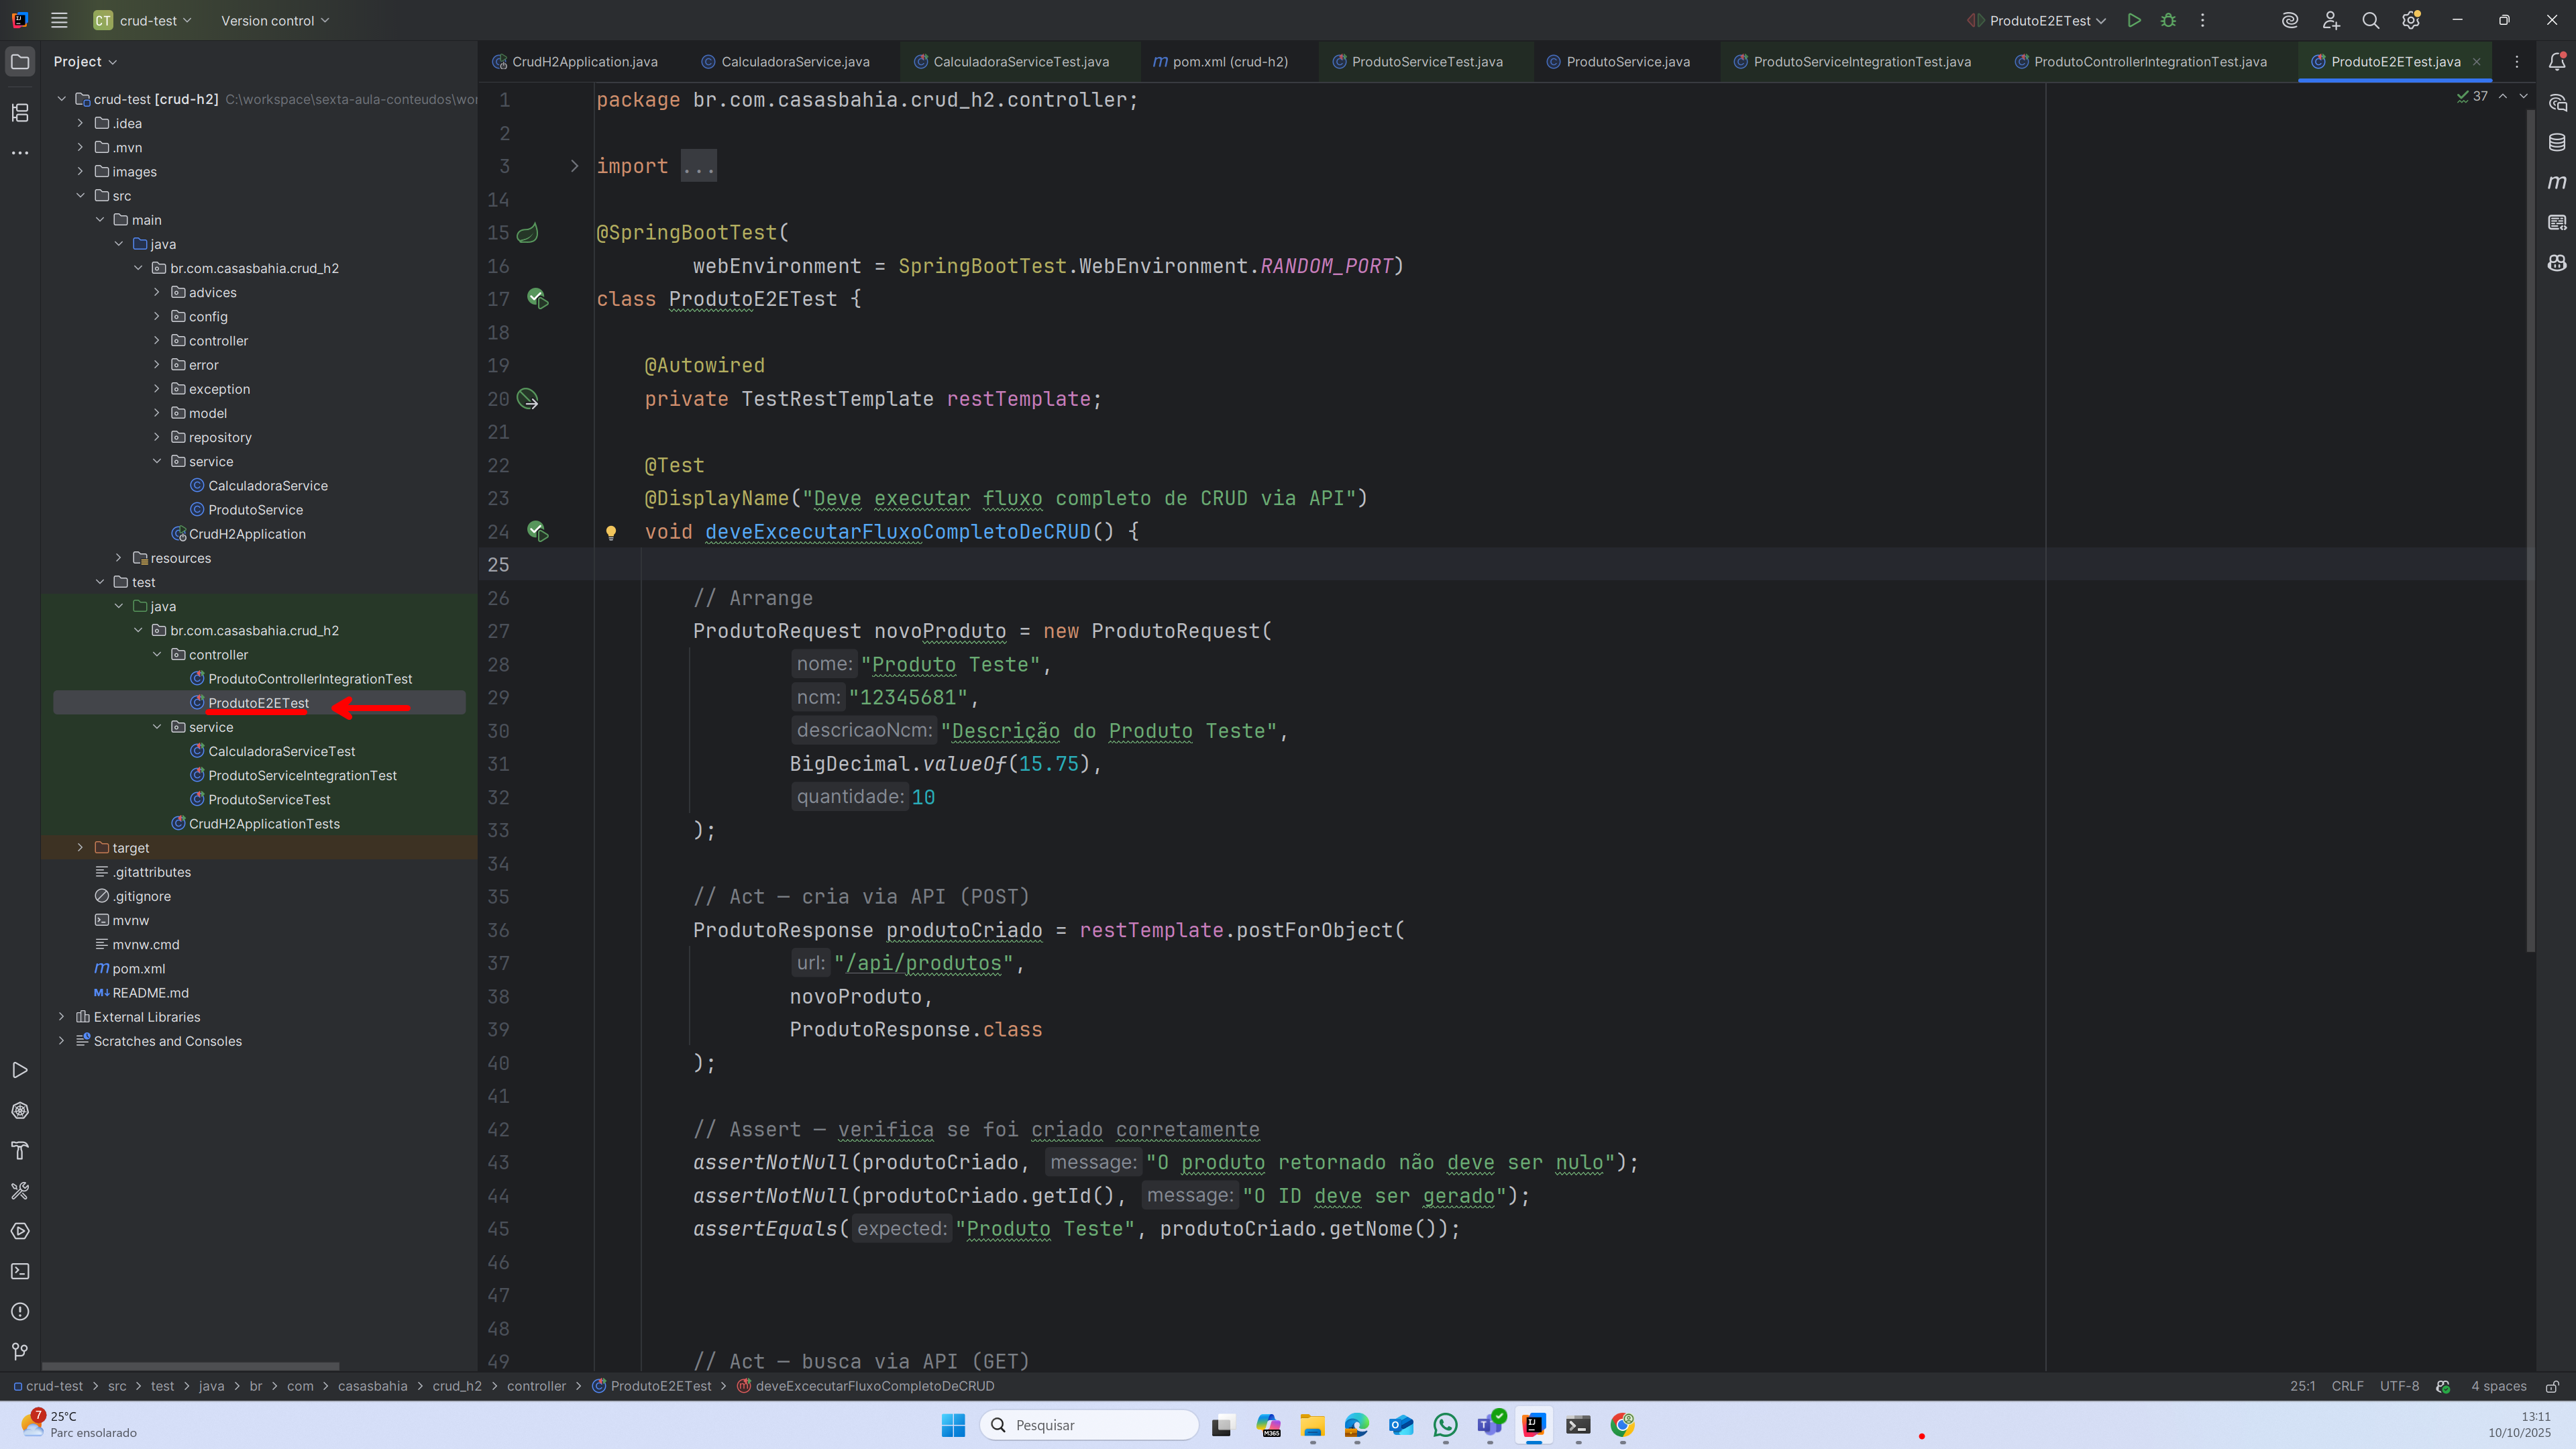 CT crud-test Version control ProdutoE2ETest
Project
CrudH2Application.java CalculadoraService.java CalculadoraServiceTest.java pom.xml (crud-h2) ProdutoServiceTest.java ProdutoService.java ProdutoServiceIntegrationTest.java ProdutoControllerIntegrationTest.java ProdutoE2ETest.java
crud-test [crud-h2] C:\workspace\sexta-aula-conteudos\wor
.idea
.mvn
images
src
main
java
br.com.casasbahia.crud_h2
advices
config
controller
error
exception
model
repository
service
CalculadoraService
ProdutoService
CrudH2Application
resources
test
java
br.com.casasbahia.crud_h2
controller
ProdutoControllerIntegrationTest
ProdutoE2ETest
service
CalculadoraServiceTest
ProdutoServiceIntegrationTest
ProdutoServiceTest
CrudH2ApplicationTests
target
.gitattributes
.gitignore
mvnw
mvnw.cmd
pom.xml
README.md
External Libraries
Scratches and Consoles
37
1 package br.com.casasbahia.crud_h2.controller;
2
3 import ...
14
15 @SpringBootTest(
16 webEnvironment = SpringBootTest.WebEnvironment.RANDOM_PORT)
17 class ProdutoE2ETest {
18
19 @Autowired
20 private TestRestTemplate restTemplate;
21
22 @Test
23 @DisplayName("Deve executar fluxo completo de CRUD via API")
24 void deveExcecutarFluxoCompletoDeCRUD() {
25
26 // Arrange
27 ProdutoRequest novoProduto = new ProdutoRequest(
28 nome: "Produto Teste",
29 ncm: "12345681",
30 descricaoNcm: "Descrição do Produto Teste",
31 BigDecimal.valueOf(15.75),
32 quantidade: 10
33 );
34
35 // Act — cria via API (POST)
36 ProdutoResponse produtoCriado = restTemplate.postForObject(
37 url: "/api/produtos",
38 novoProduto,
39 ProdutoResponse.class
40 );
41
42 // Assert — verifica se foi criado corretamente
43 assertNotNull(produtoCriado, message: "O produto retornado não deve ser nulo");
44 assertNotNull(produtoCriado.getId(), message: "O ID deve ser gerado");
45 assertEquals( expected: "Produto Teste", produtoCriado.getNome());
46
47
48
49 // Act — busca via API (GET)
crud-test > src > test > java > br > com > casasbahia > crud_h2 > controller > ProdutoE2ETest > deveExcecutarFluxoCompletoDeCRUD 25:1 CRLF UTF-8 4 spaces
7 25°C
Parc ensolarado
Pesquisar
M365
13:11
10/10/2025